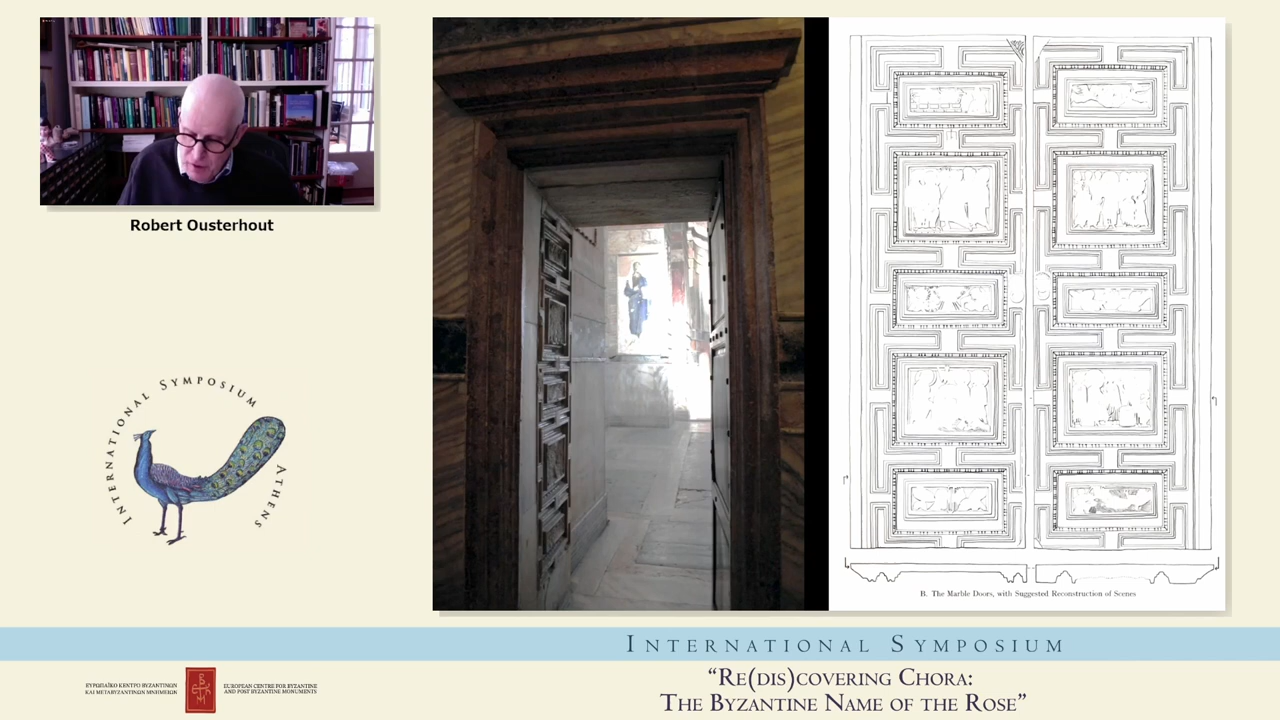 Robert Ousterhout
B. The Marble Doors, with Suggested Reconstruction of Scenes
INTERNATIONAL SYMPOSIUM ATHENS
INTERNATIONAL SYMPOSIUM
ΕΥΡΩΠΑΪΚΟ ΚΕΝΤΡΟ ΒΥΖΑΝΤΙΝΩΝ
ΚΑΙ ΜΕΤΑΒΥΖΑΝΤΙΝΩΝ ΜΝΗΜΕΙΩΝ
EUROPEAN CENTRE FOR BYZANTINE
AND POST BYZANTINE MONUMENTS
“RE(DIS)COVERING CHORA:
THE BYZANTINE NAME OF THE ROSE”